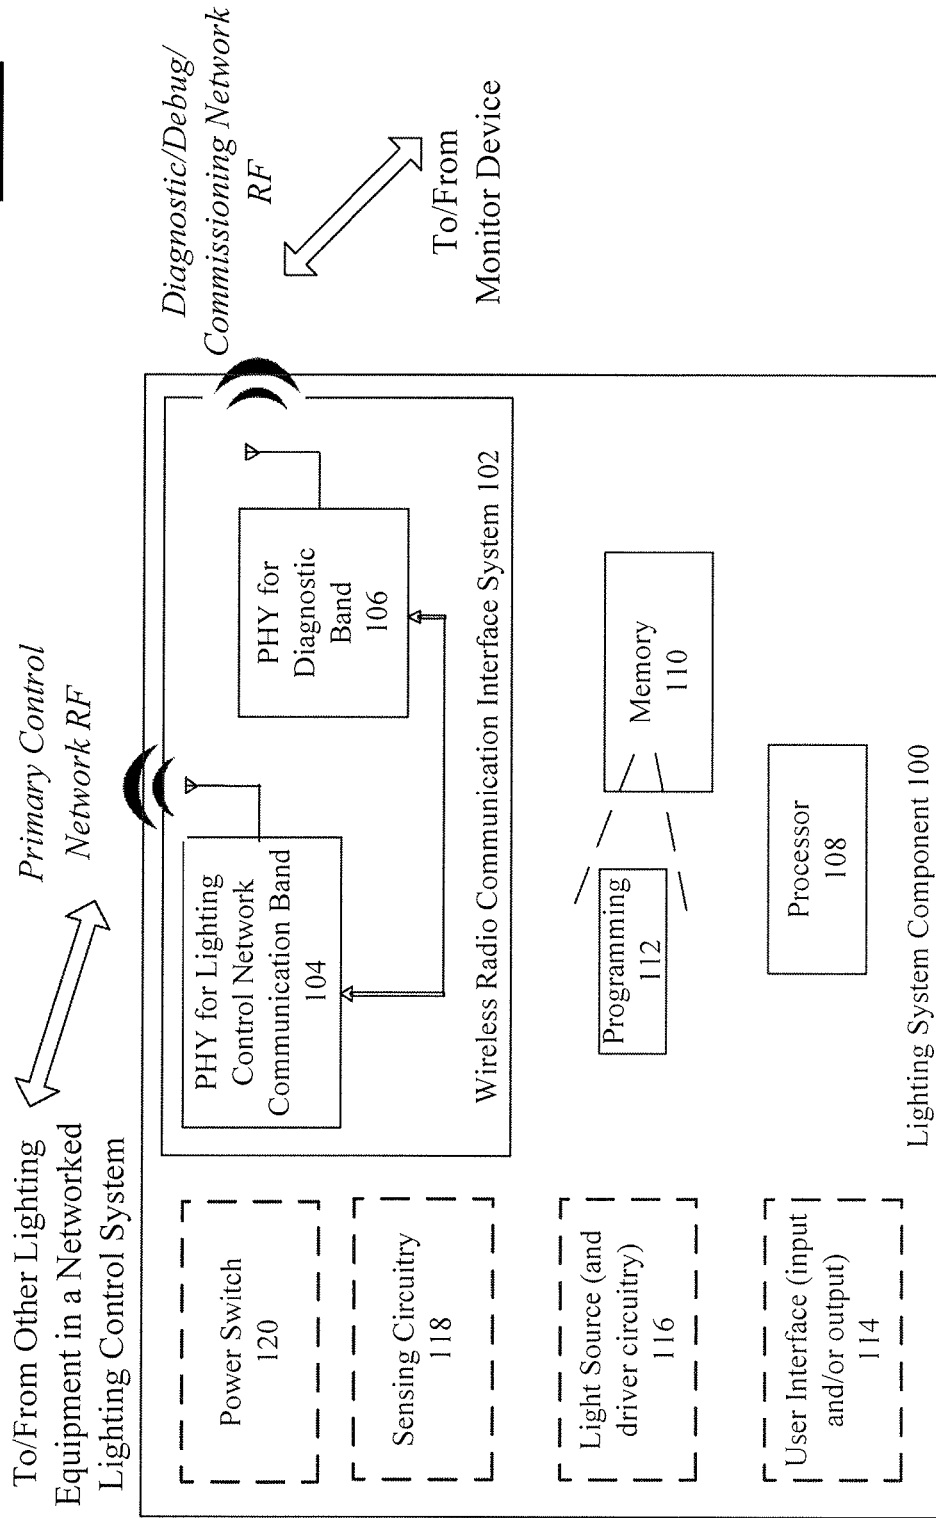 To/From Other Lighting
Equipment in a Networked
Lighting Control System
Primary Control
Network RF
Diagnostic/Debug/
Commissioning Network
RF
To/From
Monitor Device
Power Switch
120
Sensing Circuitry
118
Light Source (and
driver circuitry)
116
User Interface (input
and/or output)
114
PHY for Lighting
Control Network
Communication Band
104
PHY for
Diagnostic
Band
106
Wireless Radio Communication Interface System 102
Programming
112
Memory
110
Processor
108
Lighting System Component 100